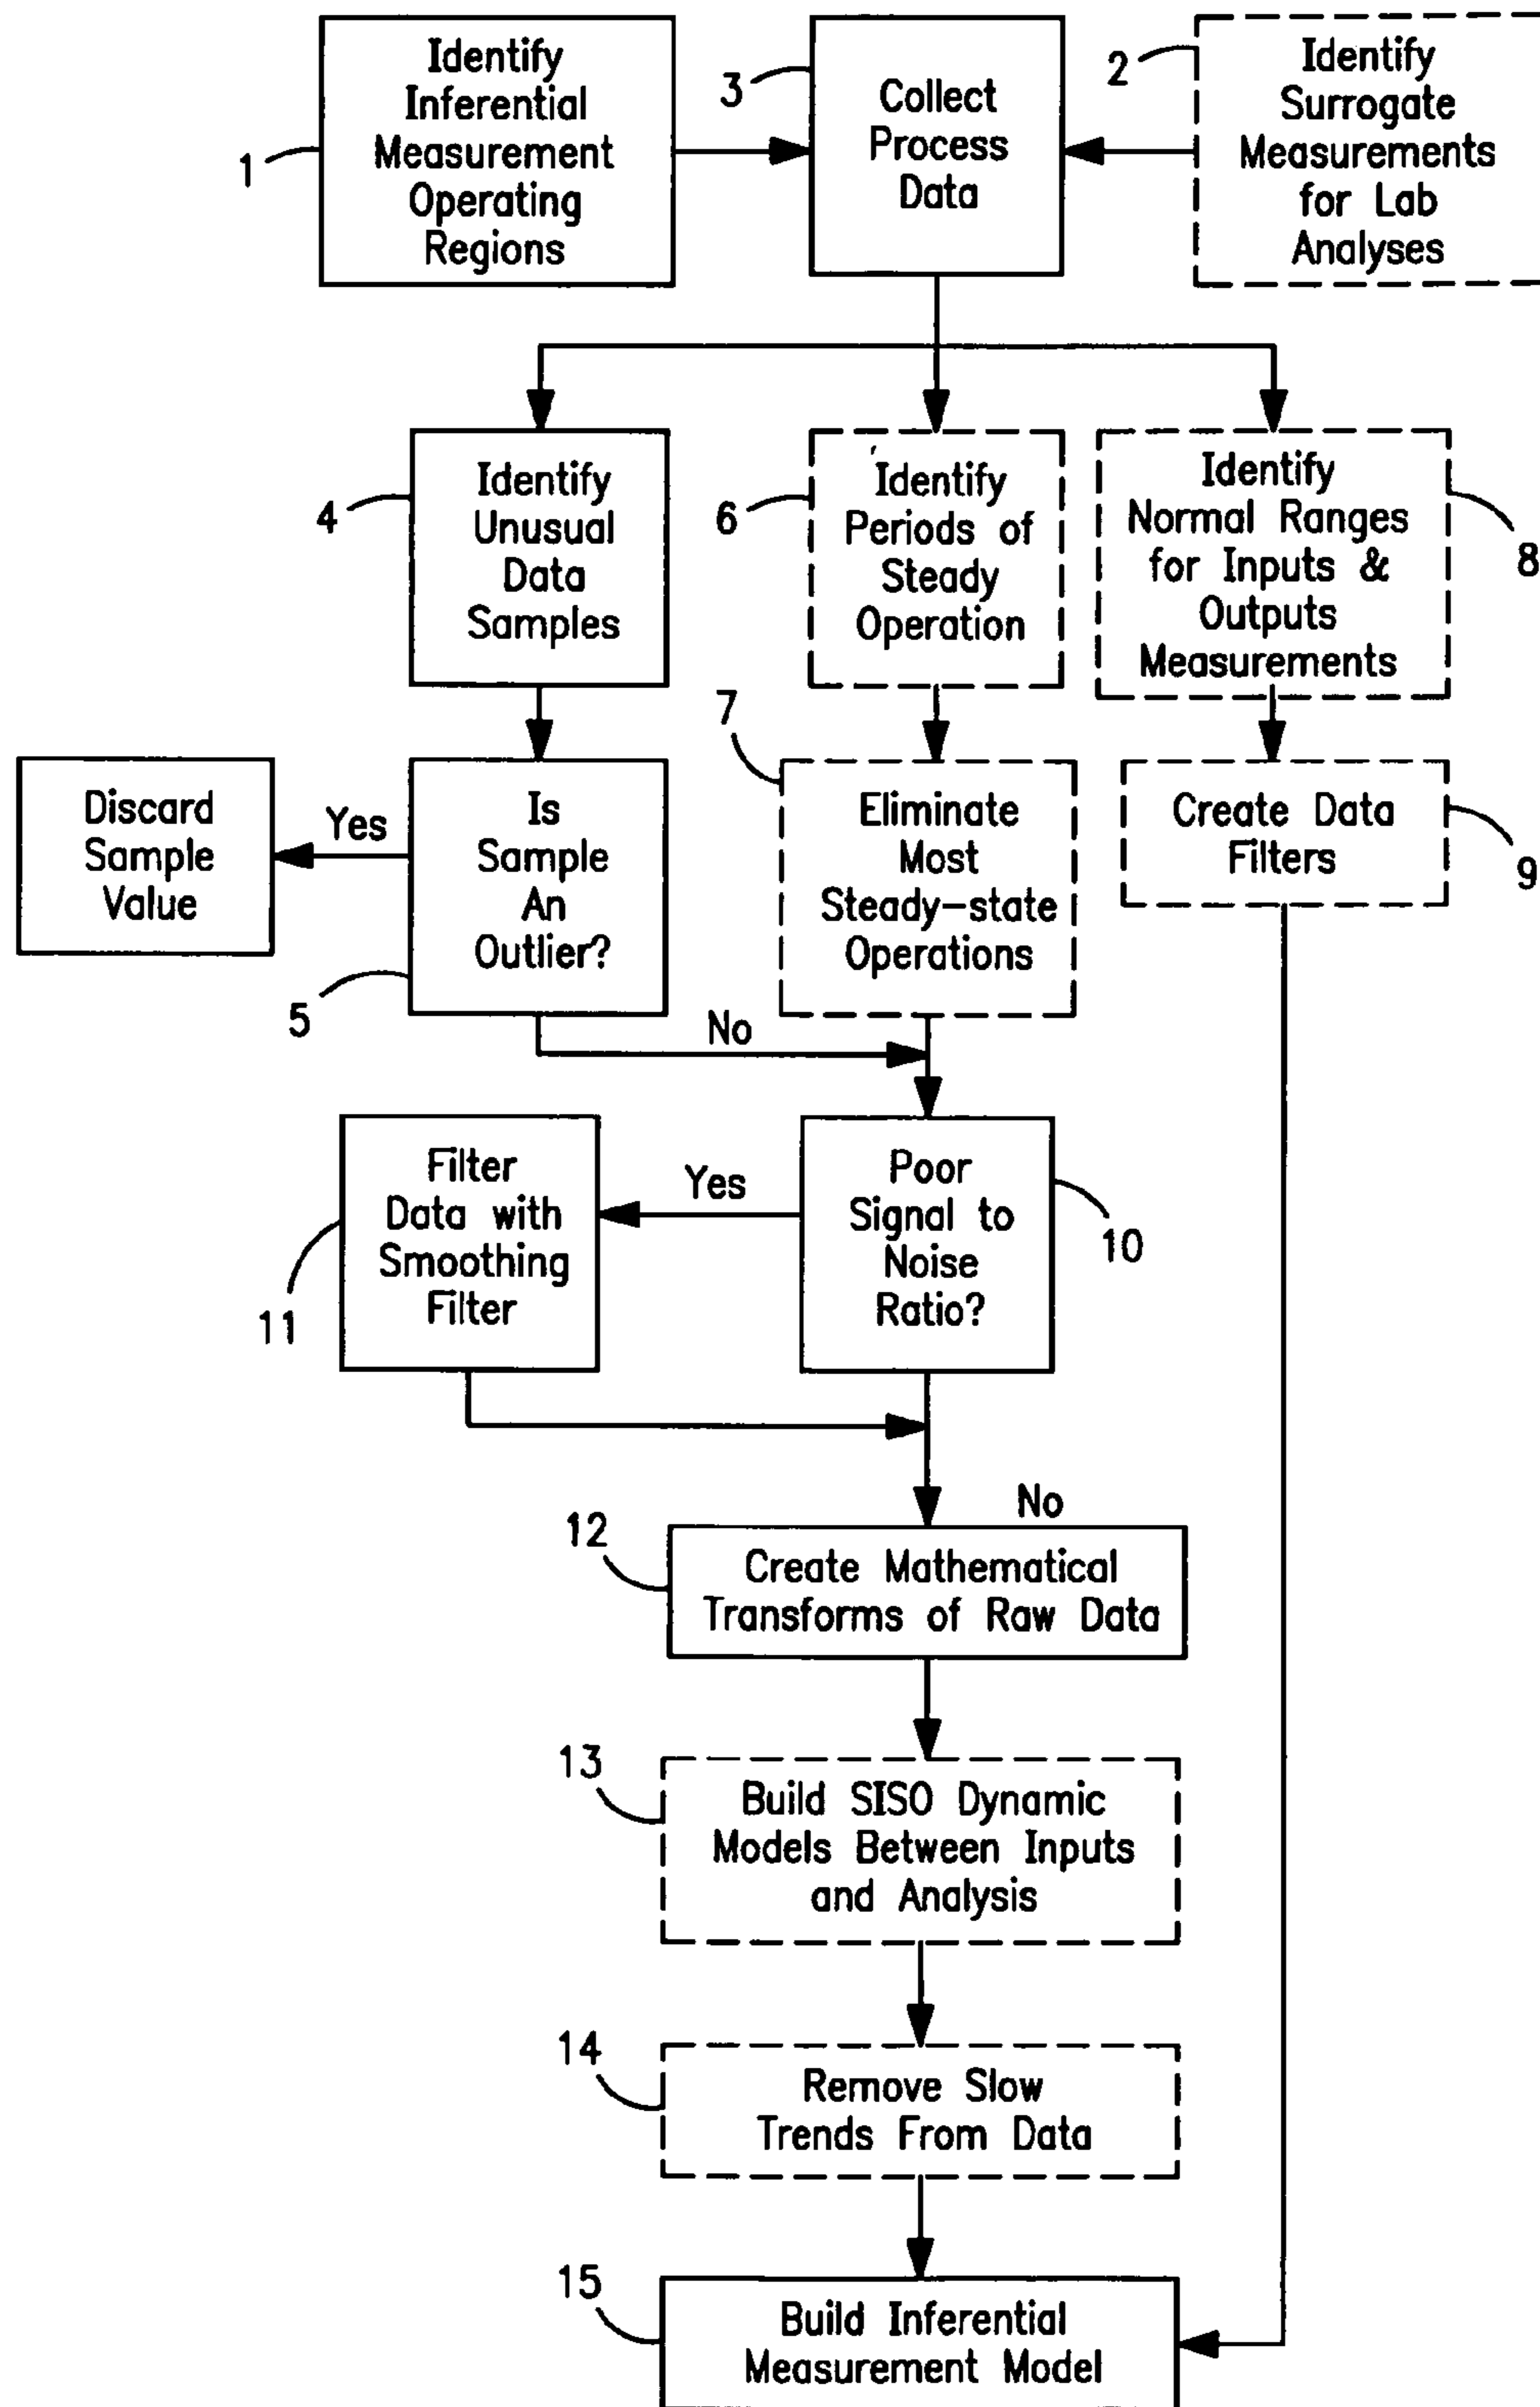 Identify
Inferential
Measurement
Operating
Regions
1
3
Collect
Process
Data
2
Identify
Surrogate
Measurements
for Lab
Analyses
4
Identify
Unusual
Data
Samples
6
Identify
Periods of
Steady
Operation
Identify
Normal Ranges
for Inputs &
Outputs
Measurements
8
Discard
Sample
Value
Yes
Is
Sample
An
Outlier?
5
7
Eliminate
Most
Steady-state
Operations
Create Data
Filters
9
No
Filter
Data with
Smoothing
Filter
11
Yes
Poor
Signal to
Noise
Ratio?
10
No
12
Create Mathematical
Transforms of Raw Data
13
Build SISO Dynamic
Models Between Inputs
and Analysis
14
Remove Slow
Trends From Data
15
Build Inferential
Measurement Model